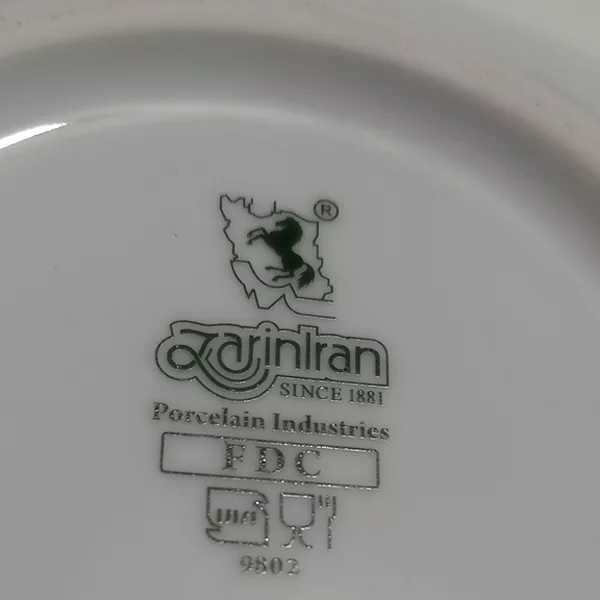 ®
ZarinIran
SINCE 1881
Porcelain Industries
FDC
9802